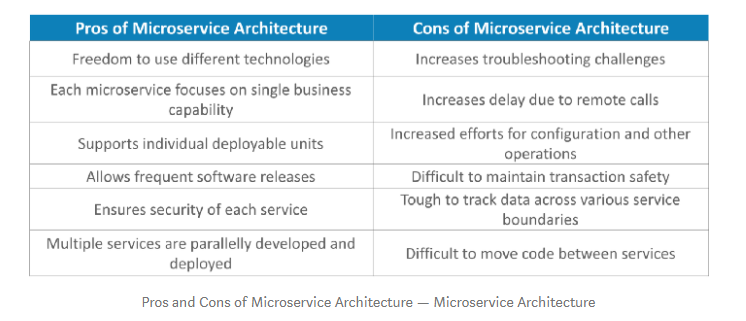 Pros of Microservice Architecture
Cons of Microservice Architecture
Freedom to use different technologies
Increases troubleshooting challenges
Each microservice focuses on single business
capability
Increases delay due to remote calls
Supports individual deployable units
Increased efforts for configuration and other
operations
Allows frequent software releases
Difficult to maintain transaction safety
Ensures security of each service
Tough to track data across various service
boundaries
Multiple services are parallelly developed and
deployed
Difficult to move code between services
Pros and Cons of Microservice Architecture — Microservice Architecture